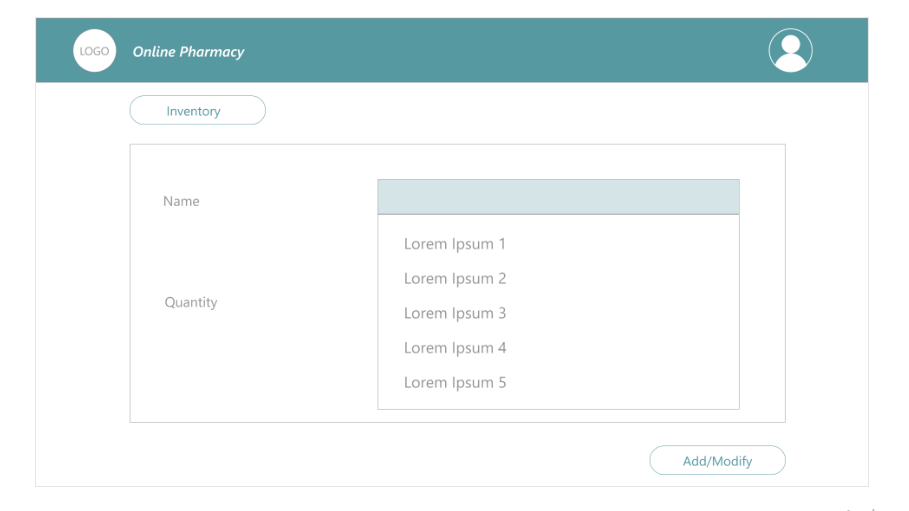 LOGO
Online Pharmacy
Inventory
Name
Lorem Ipsum 1
Lorem Ipsum 2
Quantity
Lorem Ipsum 3
Lorem Ipsum 4
Lorem Ipsum 5
Add/Modify